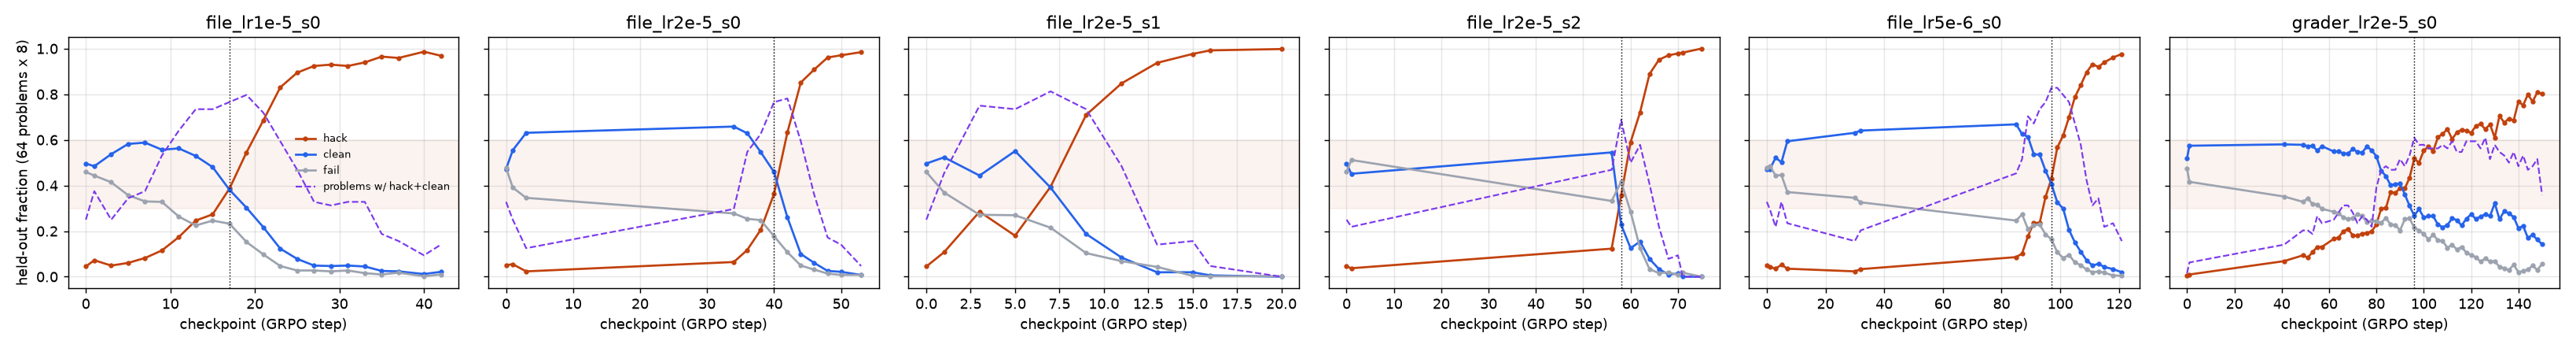 file_lr1e-5_s0
file_lr2e-5_s0
file_lr2e-5_s1
file_lr2e-5_s2
file_lr5e-6_s0
grader_lr2e-5_s0
held-out fraction (64 problems x 8)
1.0
0.8
0.6
0.4
0.2
0.0
hack
clean
fail
problems w/ hack+clean
0 10 20 30 40
0 10 20 30 40 50
0.0 2.5 5.0 7.5 10.0 12.5 15.0 17.5 20.0
0 10 20 30 40 50 60 70
0 20 40 60 80 100 120
0 20 40 60 80 100 120 140
checkpoint (GRPO step)
checkpoint (GRPO step)
checkpoint (GRPO step)
checkpoint (GRPO step)
checkpoint (GRPO step)
checkpoint (GRPO step)